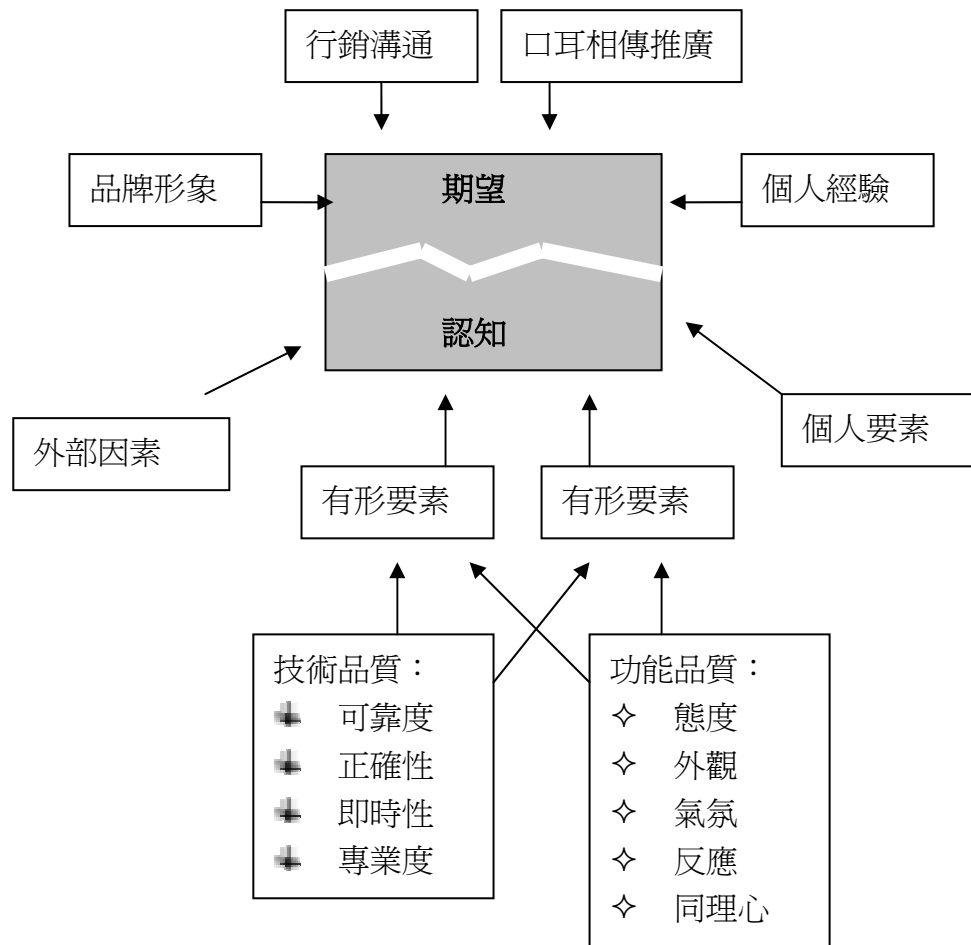 行銷溝通
口耳相傳推廣
品牌形象
期望
個人經驗
認知
外部因素
個人要素
有形要素
有形要素
技術品質：
可靠度
正確性
即時性
專業度
功能品質：
態度
外觀
氣氛
反應
同理心